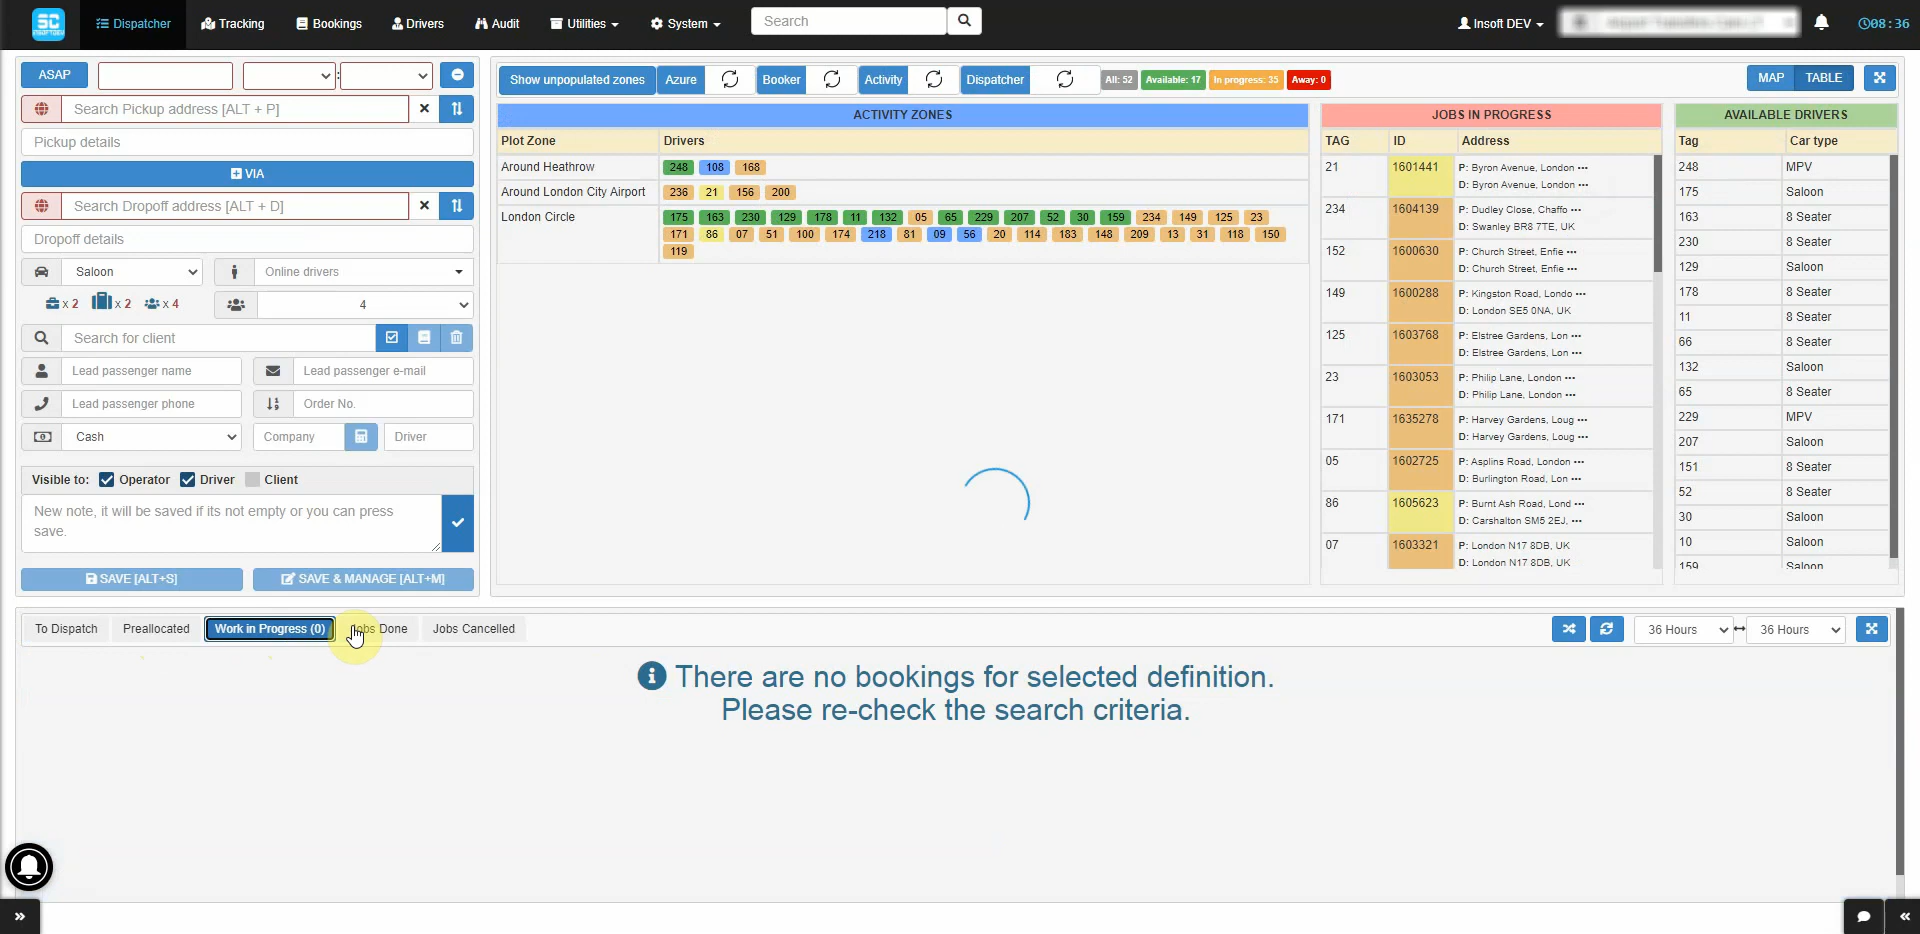 SC
Dispatcher Tracking Bookings Drivers Audit Utilities System Search Insoft DEV 08:36
ASAP :
Search Pickup address [ALT + P]
Pickup details
VIA
Search Dropoff address [ALT + D]
Dropoff details
Saloon Online drivers
x 2 x 2 x 4 4
Search for client
Lead passenger name Lead passenger e-mail
Lead passenger phone Order No.
Cash Company Driver
Visible to: Operator Driver Client
New note, it will be saved if its not empty or you can press
save.
SAVE [ALT+S] SAVE & MANAGE [ALT+M]
Show unpopulated zones Azure Booker Activity Dispatcher All: 52 Available: 17 In progress: 35 Away: 0 MAP TABLE
ACTIVITY ZONES
Plot Zone Drivers
Around Heathrow 248 108 168
Around London City Airport 236 21 156 200
London Circle 175 163 230 129 178 11 132 05 65 229 207 52 30 159 234 149 125 23
171 86 07 51 100 174 218 81 09 56 20 114 183 148 209 13 31 118 150
119
JOBS IN PROGRESS
TAG ID Address
21 1601441 P: Byron Avenue, London •••
D: Byron Avenue, London •••
234 1604139 P: Dudley Close, Chaffo •••
D: Swanley BR8 7TE, UK
152 1600630 P: Church Street, Enfie •••
D: Church Street, Enfie •••
149 1600288 P: Kingston Road, Londo •••
D: London SE5 0NA, UK
125 1603768 P: Elstree Gardens, Lon •••
D: Elstree Gardens, Lon •••
23 1603053 P: Philip Lane, London •••
D: Philip Lane, London •••
171 1635278 P: Harvey Gardens, Loug •••
D: Harvey Gardens, Loug •••
05 1602725 P: Asplins Road, London •••
D: Burlington Road, Lon •••
86 1605623 P: Burnt Ash Road, Lond •••
D: Carshalton SM5 2EJ, •••
07 1603321 P: London N17 8DB, UK
D: London N17 8DB, UK
AVAILABLE DRIVERS
Tag Car type
248 MPV
175 Saloon
163 8 Seater
230 8 Seater
129 Saloon
178 8 Seater
11 8 Seater
66 8 Seater
132 Saloon
65 8 Seater
229 MPV
207 Saloon
151 8 Seater
52 8 Seater
30 Saloon
10 Saloon
159 Saloon
To Dispatch Preallocated Work in Progress (0) Jobs Done Jobs Cancelled 36 Hours 36 Hours
There are no bookings for selected definition.
Please re-check the search criteria.